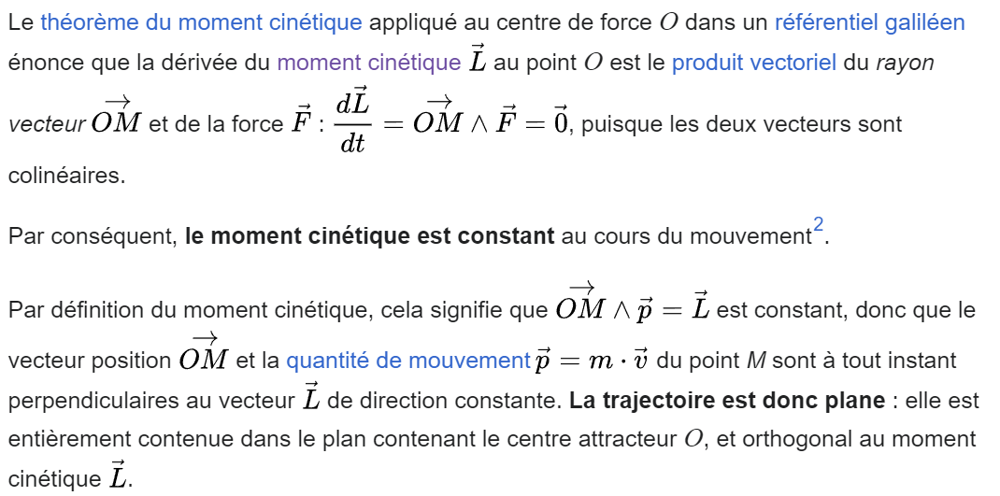 Le théorème du moment cinétique appliqué au centre de force O dans un référentiel galiléen
énonce que la dérivée du moment cinétique $\vec{L}$ au point O est le produit vectoriel du rayon
vecteur $\overrightarrow{OM}$ et de la force $\vec{F}$ : $\dfrac{d\vec{L}}{dt} = \overrightarrow{OM} \wedge \vec{F} = \vec{0}$, puisque les deux vecteurs sont
colinéaires.
Par conséquent, le moment cinétique est constant au cours du mouvement².
Par définition du moment cinétique, cela signifie que $\overrightarrow{OM} \wedge \vec{p} = \vec{L}$ est constant, donc que le
vecteur position $\overrightarrow{OM}$ et la quantité de mouvement $\vec{p} = m \cdot \vec{v}$ du point M sont à tout instant
perpendiculaires au vecteur $\vec{L}$ de direction constante. La trajectoire est donc plane : elle est
entièrement contenue dans le plan contenant le centre attracteur O, et orthogonal au moment
cinétique $\vec{L}$.